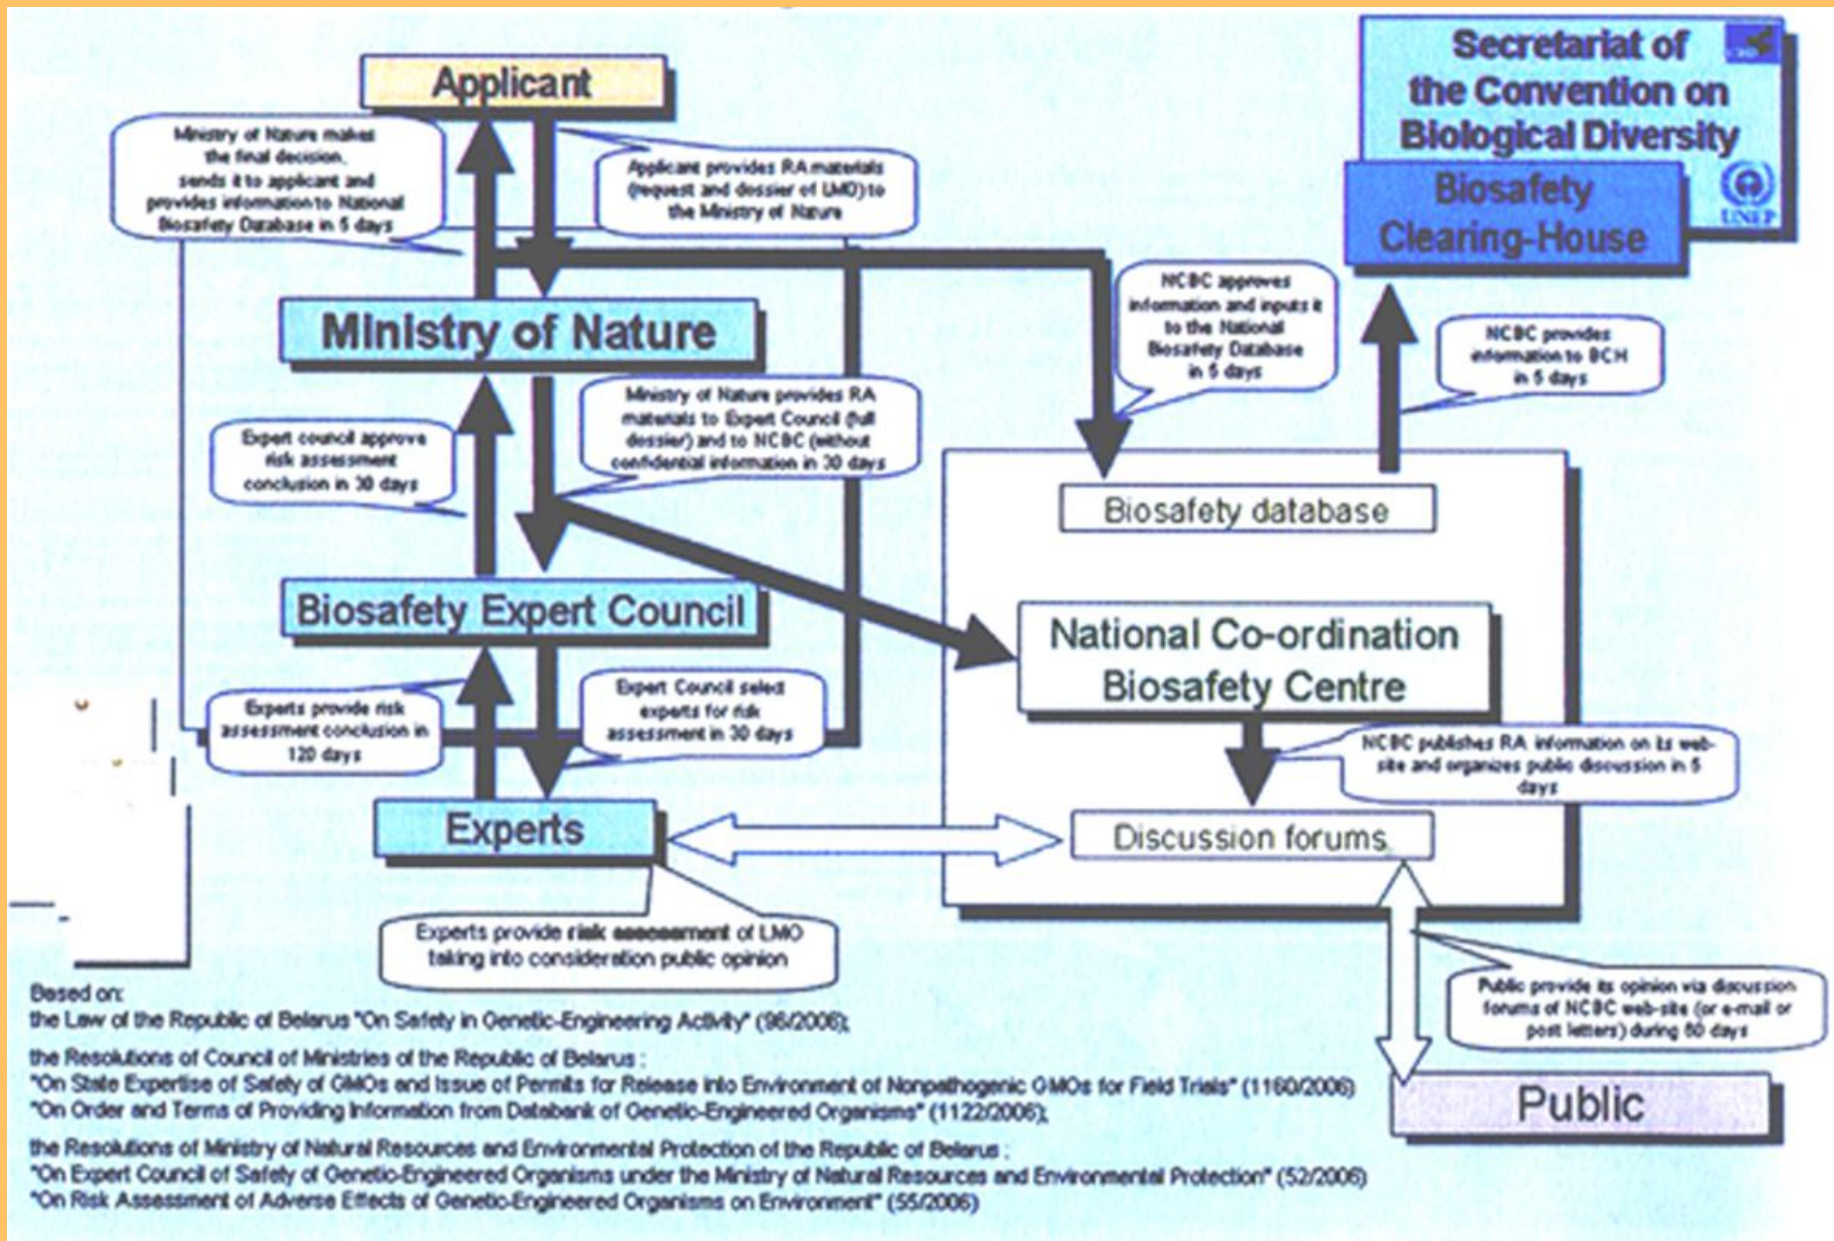 Applicant
Ministry of Nature makes
the final decision,
sends it to applicant and
provides information to National
Biosafety Database in 5 days
Applicant provides RA materials
(request and dossier of LMO) to
the Ministry of Nature
Secretariat of
the Convention on
Biological Diversity
UNEP
Biosafety
Clearing-House
Ministry of Nature
NCBC approves
information and inputs it
to the National
Biosafety Database
in 5 days
NCBC provides
information to BCH
in 5 days
Expert council approve
risk assessment
conclusion in 30 days
Ministry of Nature provides RA
materials to Expert Council (full
dossier) and to NCBC (without
confidential information in 30 days
Biosafety database
Biosafety Expert Council
National Co-ordination
Biosafety Centre
Experts provide risk
assessment conclusion in
120 days
Expert Council select
experts for risk
assessment in 30 days
NCBC publishes RA information on its web-
site and organizes public discussion in 5
days
Experts
Discussion forums
Experts provide risk assessment of LMO
taking into consideration public opinion
Public provide its opinion via discussion
forums of NCBC web-site (or e-mail or
post letters) during 60 days
Public
Based on:
the Law of the Republic of Belarus "On Safety in Genetic-Engineering Activity" (96/2006);
the Resolutions of Council of Ministries of the Republic of Belarus :
"On State Expertise of Safety of GMOs and Issue of Permits for Release into Environment of Nonpathogenic GMOs for Field Trials" (1160/2006)
"On Order and Terms of Providing Information from Databank of Genetic-Engineered Organisms" (1122/2006);
the Resolutions of Ministry of Natural Resources and Environmental Protection of the Republic of Belarus :
"On Expert Council of Safety of Genetic-Engineered Organisms under the Ministry of Natural Resources and Environmental Protection" (52/2006)
"On Risk Assessment of Adverse Effects of Genetic-Engineered Organisms on Environment" (55/2006)